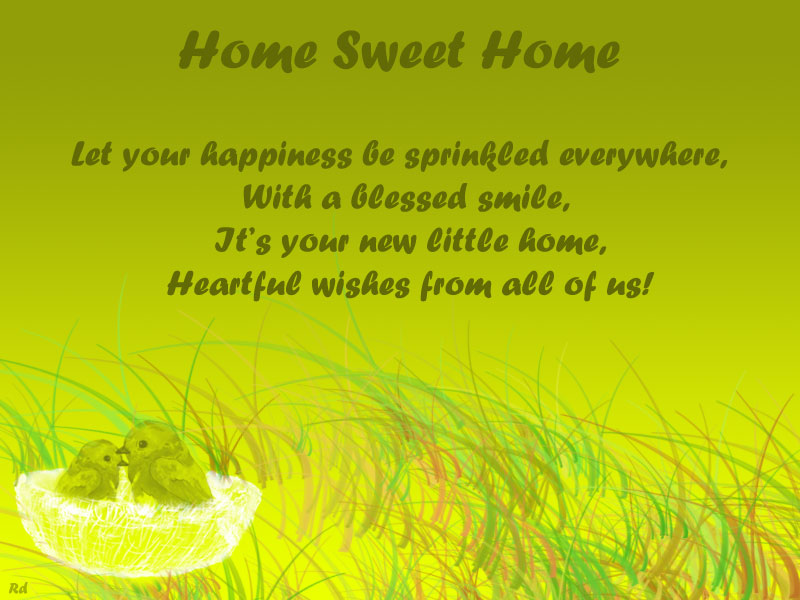 Home Sweet Home
Let your happiness be sprinkled everywhere,
With a blessed smile,
It's your new little home,
Heartful wishes from all of us!
Rd